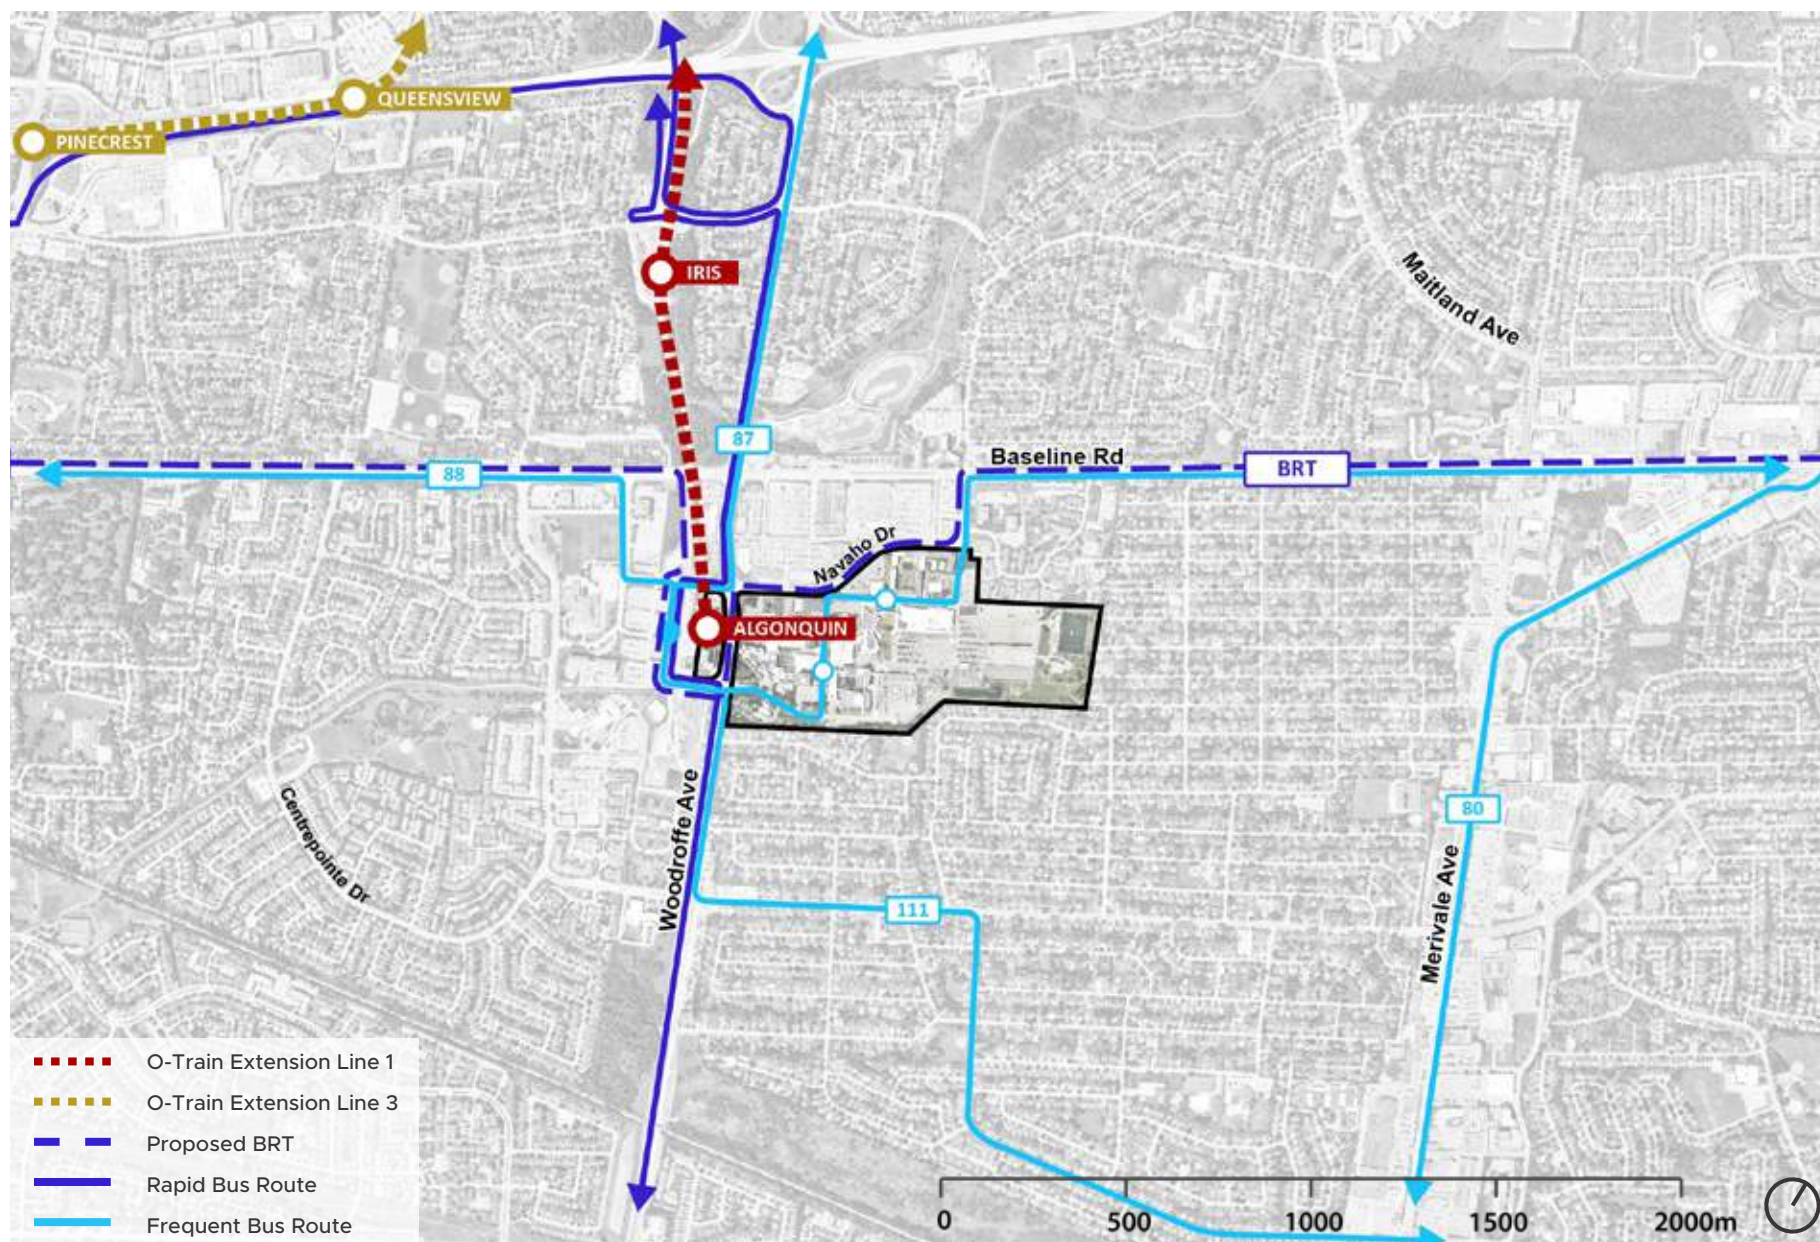 QUEENSVIEW
PINECREST
IRIS
Maitland Ave
87
88
Baseline Rd
BRT
Navaho Dr
ALGONQUIN
Centrepointe Dr
Woodroffe Ave
80
111
Merivale Ave
O-Train Extension Line 1
O-Train Extension Line 3
Proposed BRT
Rapid Bus Route
Frequent Bus Route
0 500 1000 1500 2000m